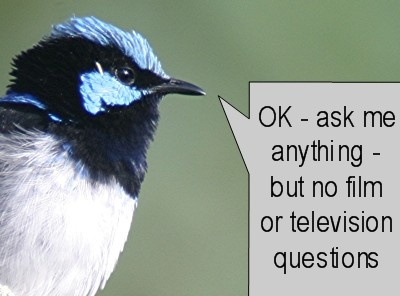 OK - ask me
anything -
but no film
or television
questions